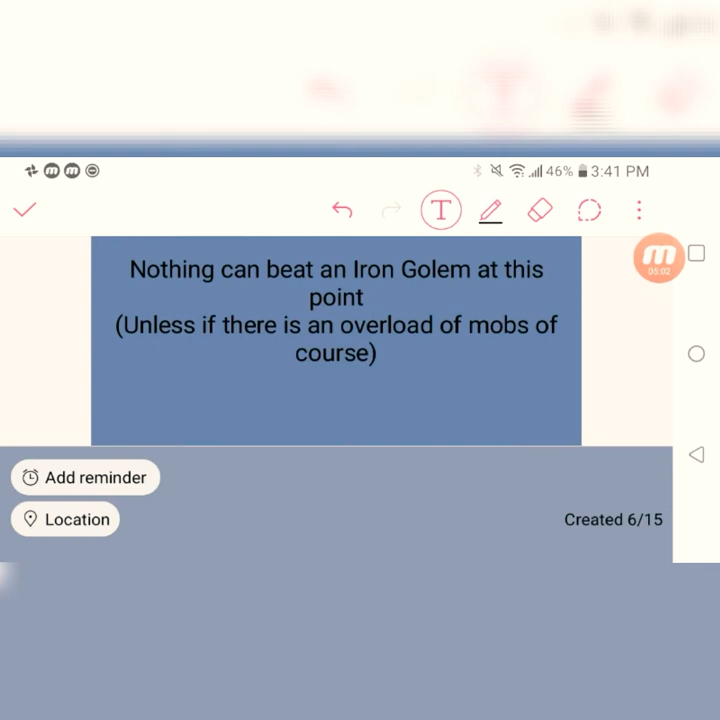 46% 3:41 PM
T
m
05:02
Nothing can beat an Iron Golem at this
point
(Unless if there is an overload of mobs of
course)
Add reminder
Location
Created 6/15